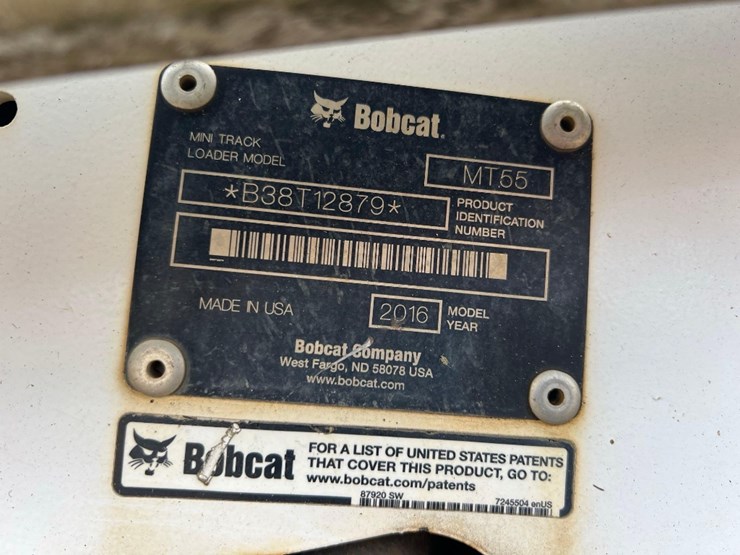 Bobcat.
MINI TRACK
LOADER MODEL
MT55
*B38T12879*
PRODUCT
IDENTIFICATION
NUMBER
MADE IN USA
2016
MODEL
YEAR
Bobcat Company
West Fargo, ND 58078 USA
www.bobcat.com
Bobcat
FOR A LIST OF UNITED STATES PATENTS
THAT COVER THIS PRODUCT, GO TO:
www.bobcat.com/patents
87920 SW
7245504 enUS